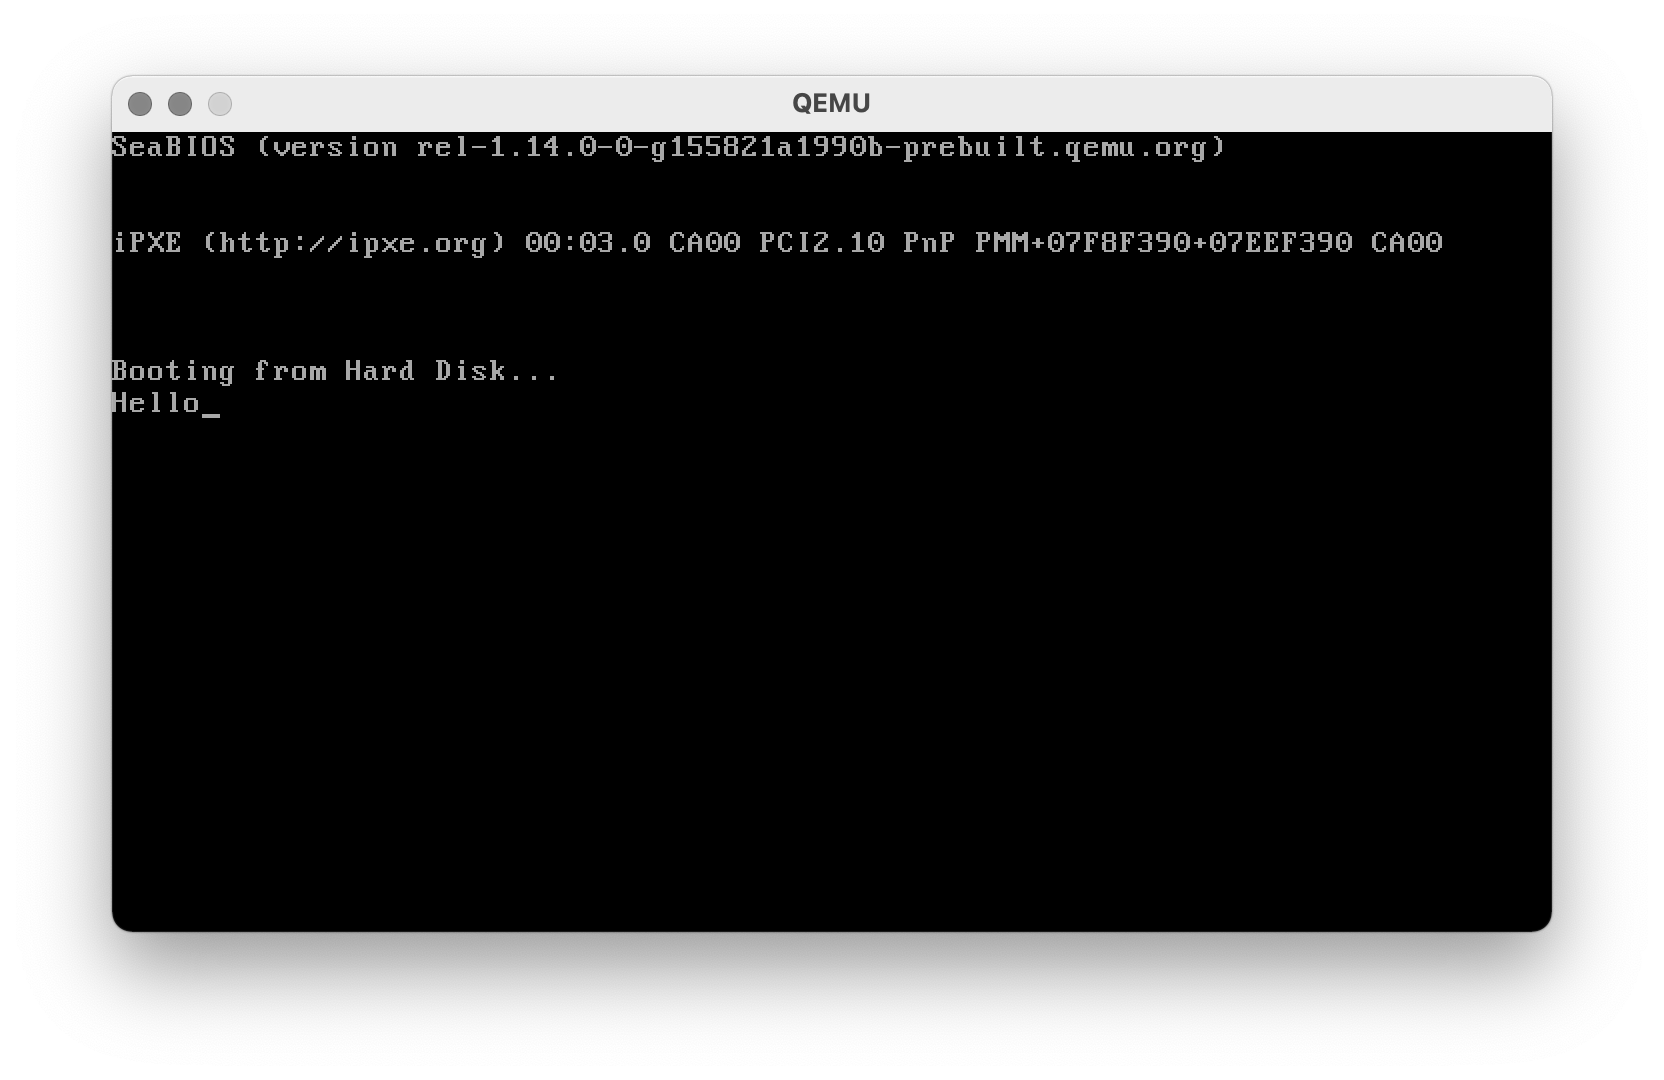 QEMU
SeaBIOS (version rel-1.14.0-0-g155821a1990b-prebuilt.qemu.org)
iPXE (http://ipxe.org) 00:03.0 CA00 PCI2.10 PnP PMM+07F8F390+07EEF390 CA00
Booting from Hard Disk...
Hello_